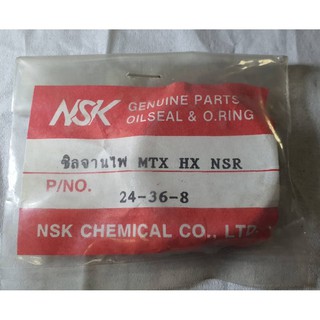 NSK
GENUINE PARTS
OILSEAL & O.RING
ซิลจานไฟ MTX HX NSR
P/NO.
24-36-8
NSK CHEMICAL CO., LTD.